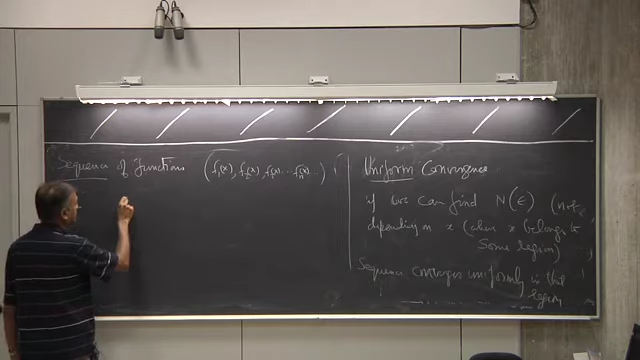 Sequence of Functions (f₁(x), f₂(x), f₃(x) ... fₙ(x) ...)
Uniform Convergence
if we can find N(ϵ) (not
depending on x (when x belongs to
some region)
Sequence converges uniformly in that
region